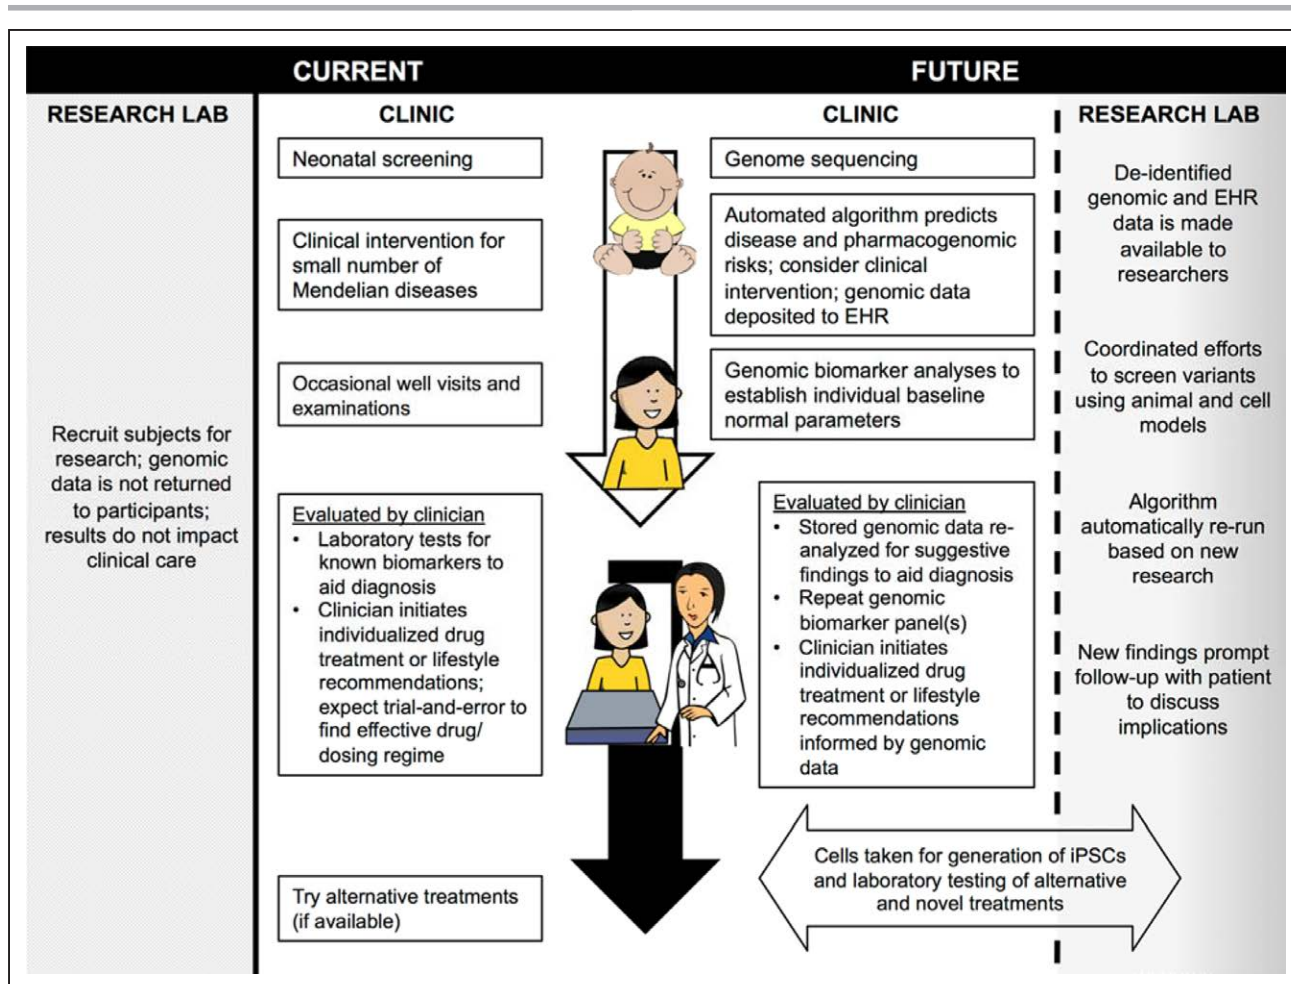 CURRENT
FUTURE
RESEARCH LAB
Recruit subjects for
research; genomic
data is not returned
to participants;
results do not impact
clinical care
CLINIC
Neonatal screening
Clinical intervention for
small number of
Mendelian diseases
Occasional well visits and
examinations
Evaluated by clinician
• Laboratory tests for
known biomarkers to
aid diagnosis
• Clinician initiates
individualized drug
treatment or lifestyle
recommendations;
expect trial-and-error to
find effective drug/
dosing regime
Try alternative treatments
(if available)
CLINIC
Genome sequencing
Automated algorithm predicts
disease and pharmacogenomic
risks; consider clinical
intervention; genomic data
deposited to EHR
Genomic biomarker analyses to
establish individual baseline
normal parameters
Evaluated by clinician
• Stored genomic data re-
analyzed for suggestive
findings to aid diagnosis
• Repeat genomic
biomarker panel(s)
• Clinician initiates
individualized drug
treatment or lifestyle
recommendations
informed by genomic
data
Cells taken for generation of iPSCs
and laboratory testing of alternative
and novel treatments
RESEARCH LAB
De-identified
genomic and EHR
data is made
available to
researchers
Coordinated efforts
to screen variants
using animal and cell
models
Algorithm
automatically re-run
based on new
research
New findings prompt
follow-up with patient
to discuss
implications